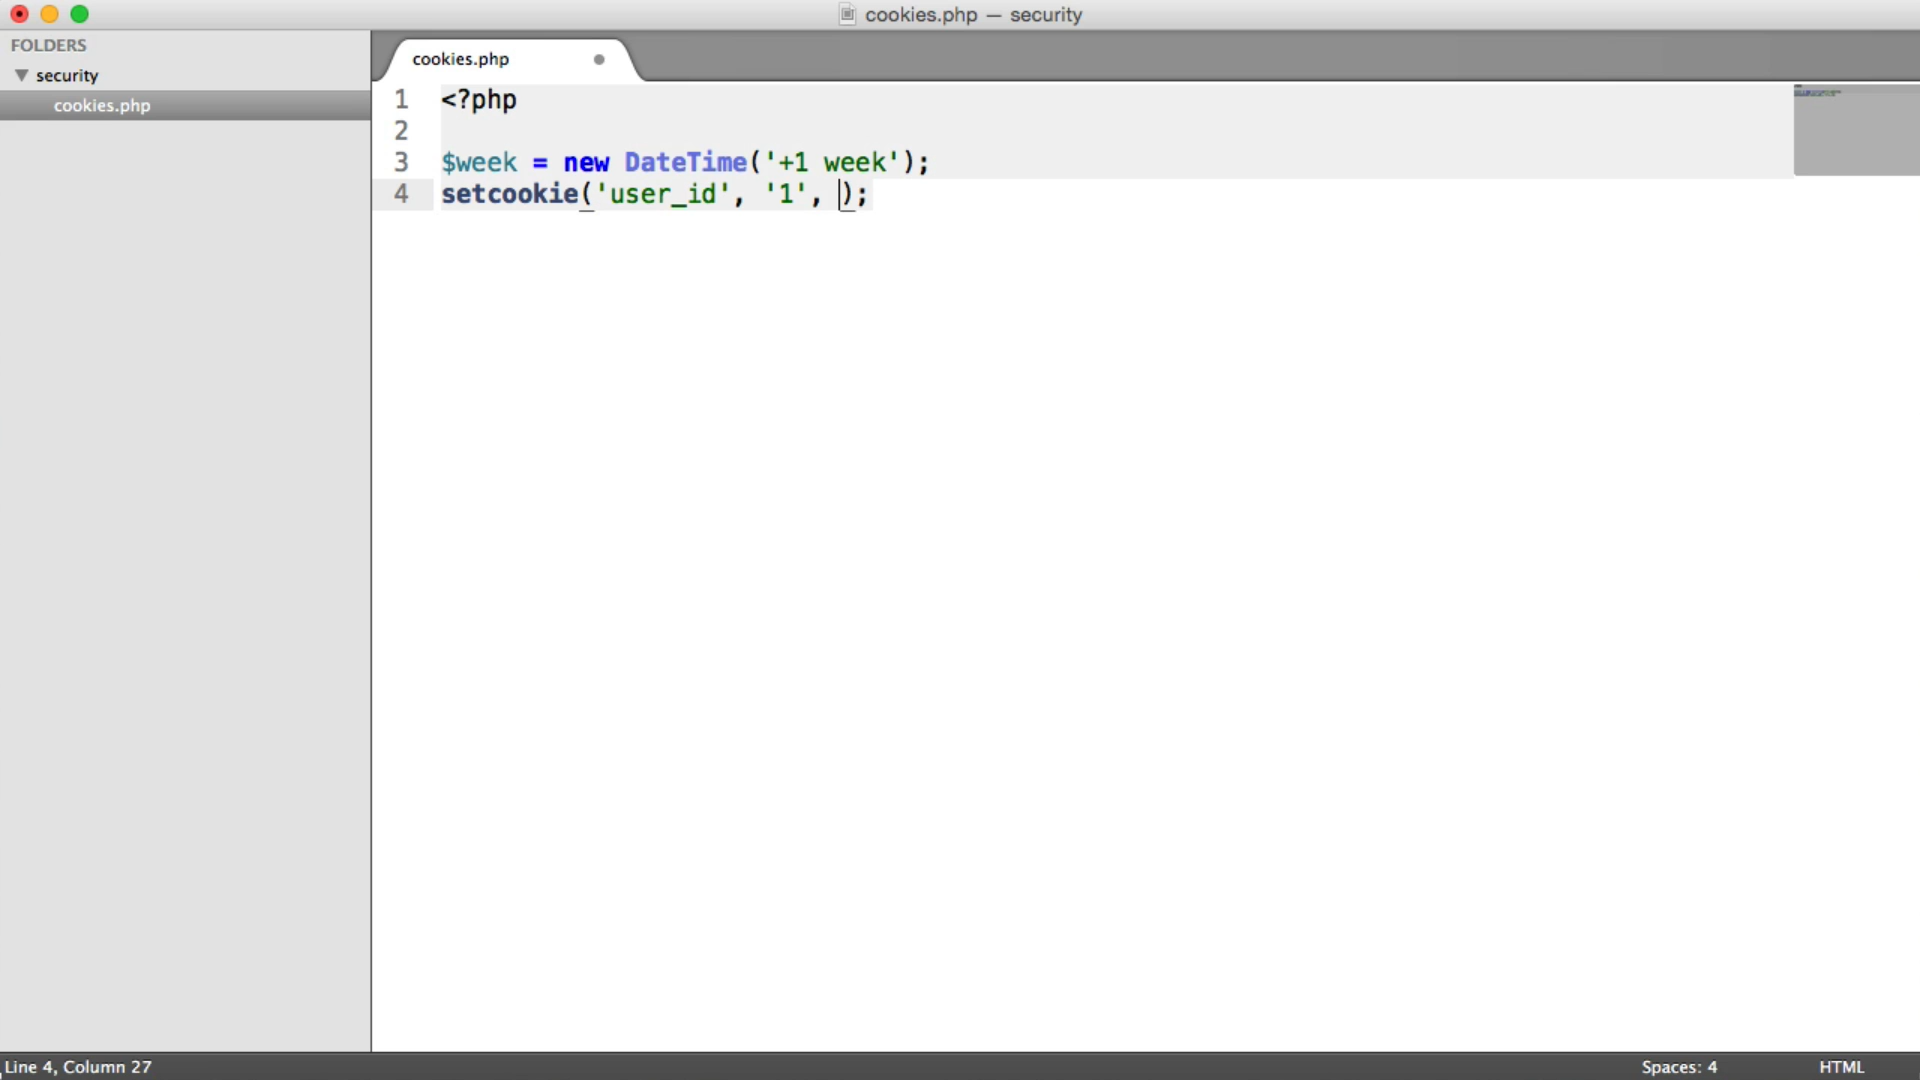 cookies.php — security
FOLDERS
security
cookies.php
cookies.php
1 <?php
2
3 $week = new DateTime('+1 week');
4 setcookie('user_id', '1', );
Line 4, Column 27
Spaces: 4
HTML